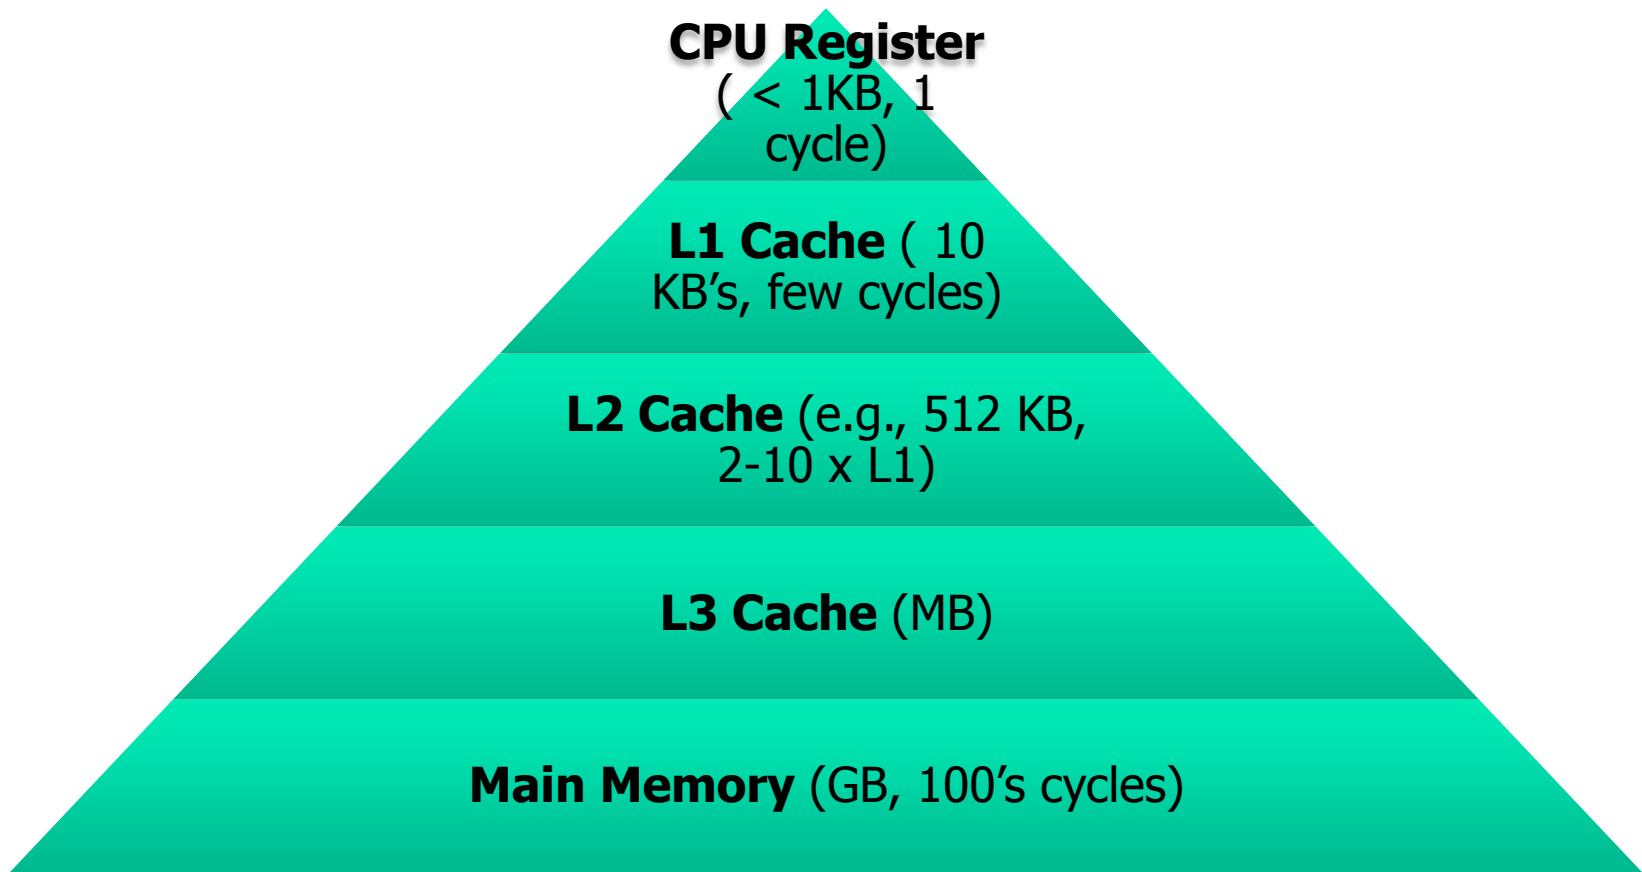 CPU Register
( < 1KB, 1
cycle)
L1 Cache ( 10
KB’s, few cycles)
L2 Cache (e.g., 512 KB,
2-10 x L1)
L3 Cache (MB)
Main Memory (GB, 100’s cycles)